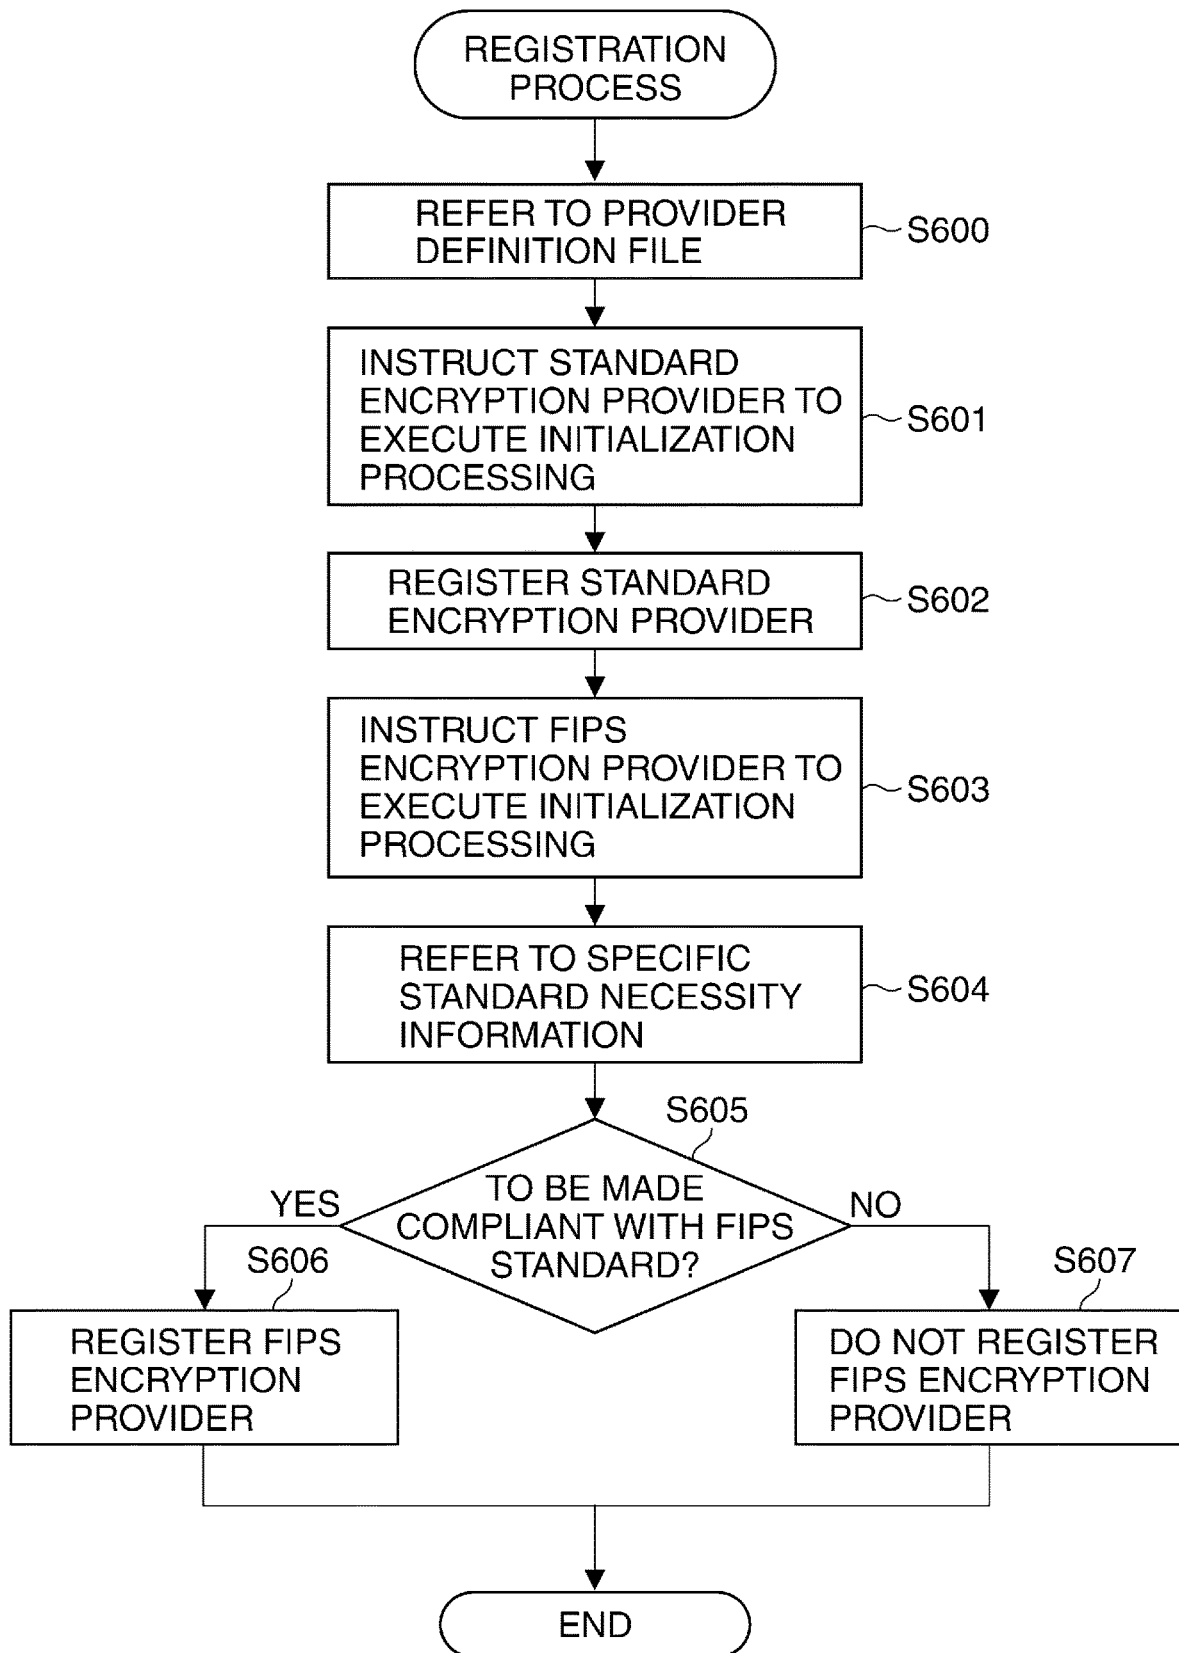 REGISTRATION
PROCESS
REFER TO PROVIDER
DEFINITION FILE
S600
INSTRUCT STANDARD
ENCRYPTION PROVIDER TO
EXECUTE INITIALIZATION
PROCESSING
S601
REGISTER STANDARD
ENCRYPTION PROVIDER
S602
INSTRUCT FIPS
ENCRYPTION PROVIDER TO
EXECUTE INITIALIZATION
PROCESSING
S603
REFER TO SPECIFIC
STANDARD NECESSITY
INFORMATION
S604
S605
TO BE MADE
COMPLIANT WITH FIPS
STANDARD?
YES
NO
S606
REGISTER FIPS
ENCRYPTION
PROVIDER
S607
DO NOT REGISTER
FIPS ENCRYPTION
PROVIDER
END